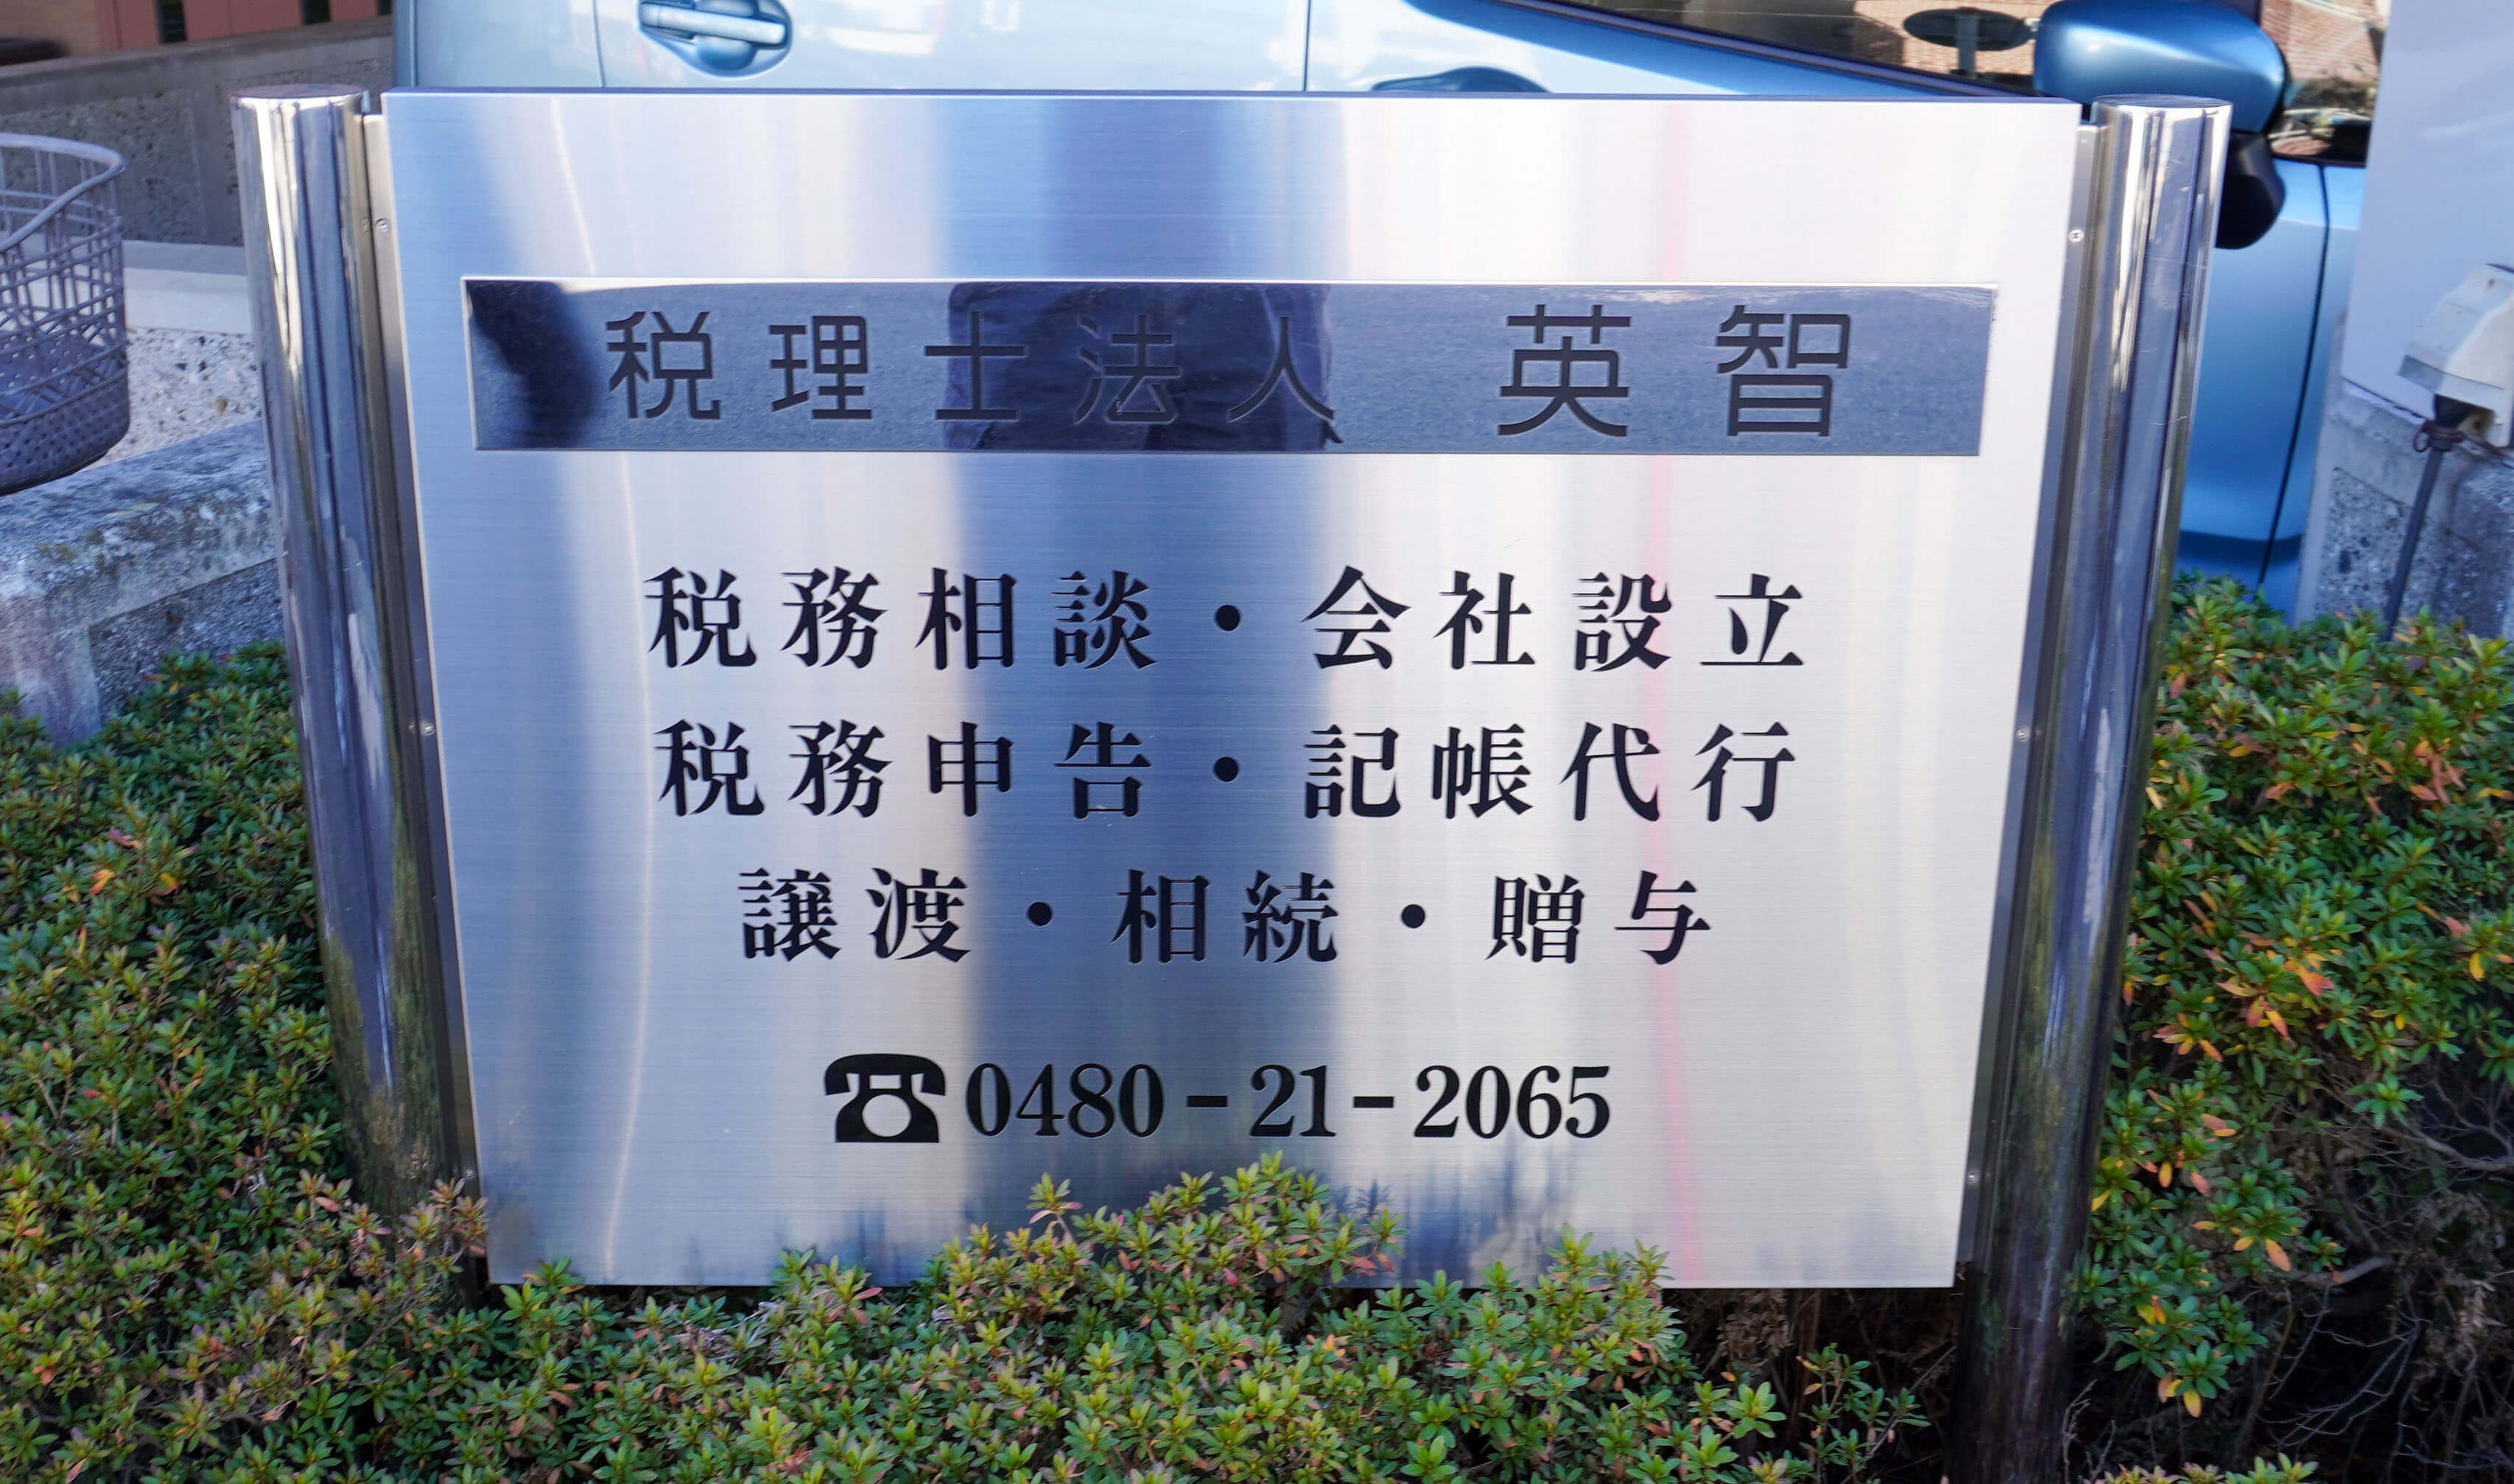 税理士法人 英智
税務相談・会社設立
税務申告・記帳代行
譲渡・相続・贈与
☎0480-21-2065